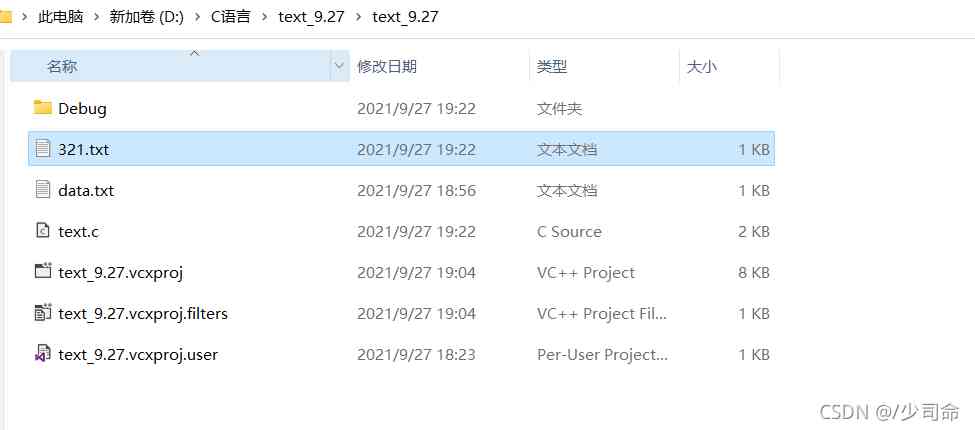 此电脑 › 新加卷 (D:) › C语言 › text_9.27 › text_9.27
名称 修改日期 类型 大小
Debug 2021/9/27 19:22 文件夹
321.txt 2021/9/27 19:22 文本文档 1 KB
data.txt 2021/9/27 18:56 文本文档 1 KB
text.c 2021/9/27 19:22 C Source 2 KB
text_9.27.vcxproj 2021/9/27 19:04 VC++ Project 8 KB
text_9.27.vcxproj.filters 2021/9/27 19:04 VC++ Project Fil... 1 KB
text_9.27.vcxproj.user 2021/9/27 18:23 Per-User Project... 1 KB
CSDN @/少司命